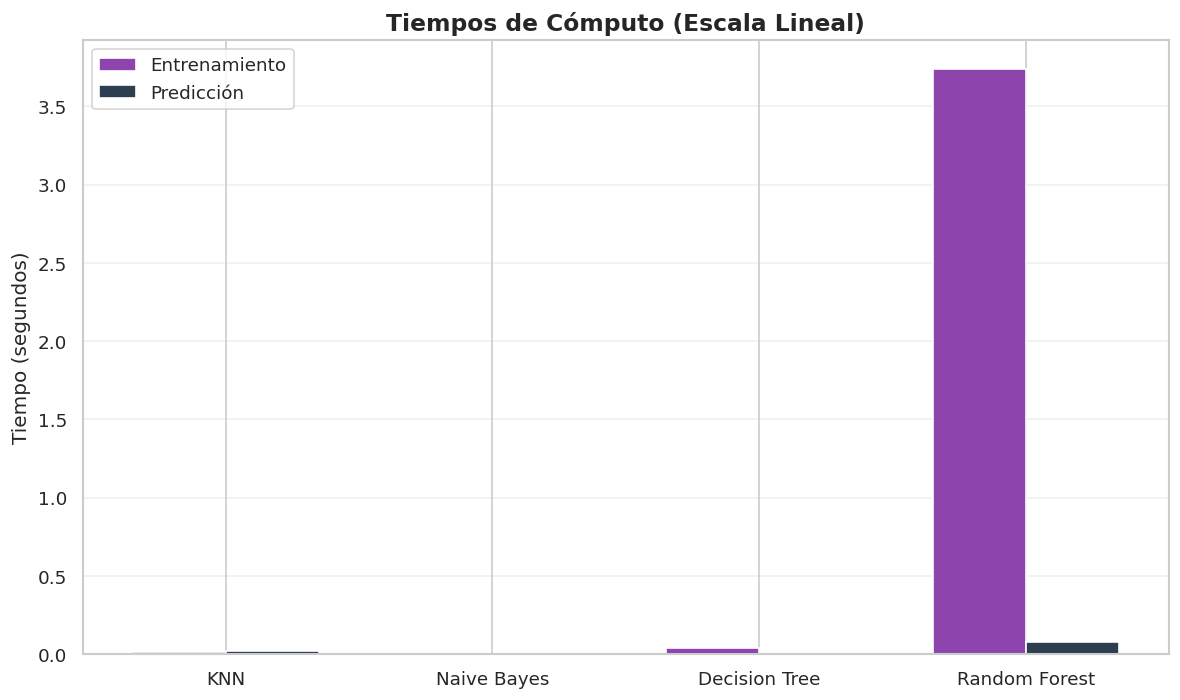 Tiempos de Cómputo (Escala Lineal)
Entrenamiento
Predicción
Tiempo (segundos)
3.5
3.0
2.5
2.0
1.5
1.0
0.5
0.0
KNN
Naive Bayes
Decision Tree
Random Forest